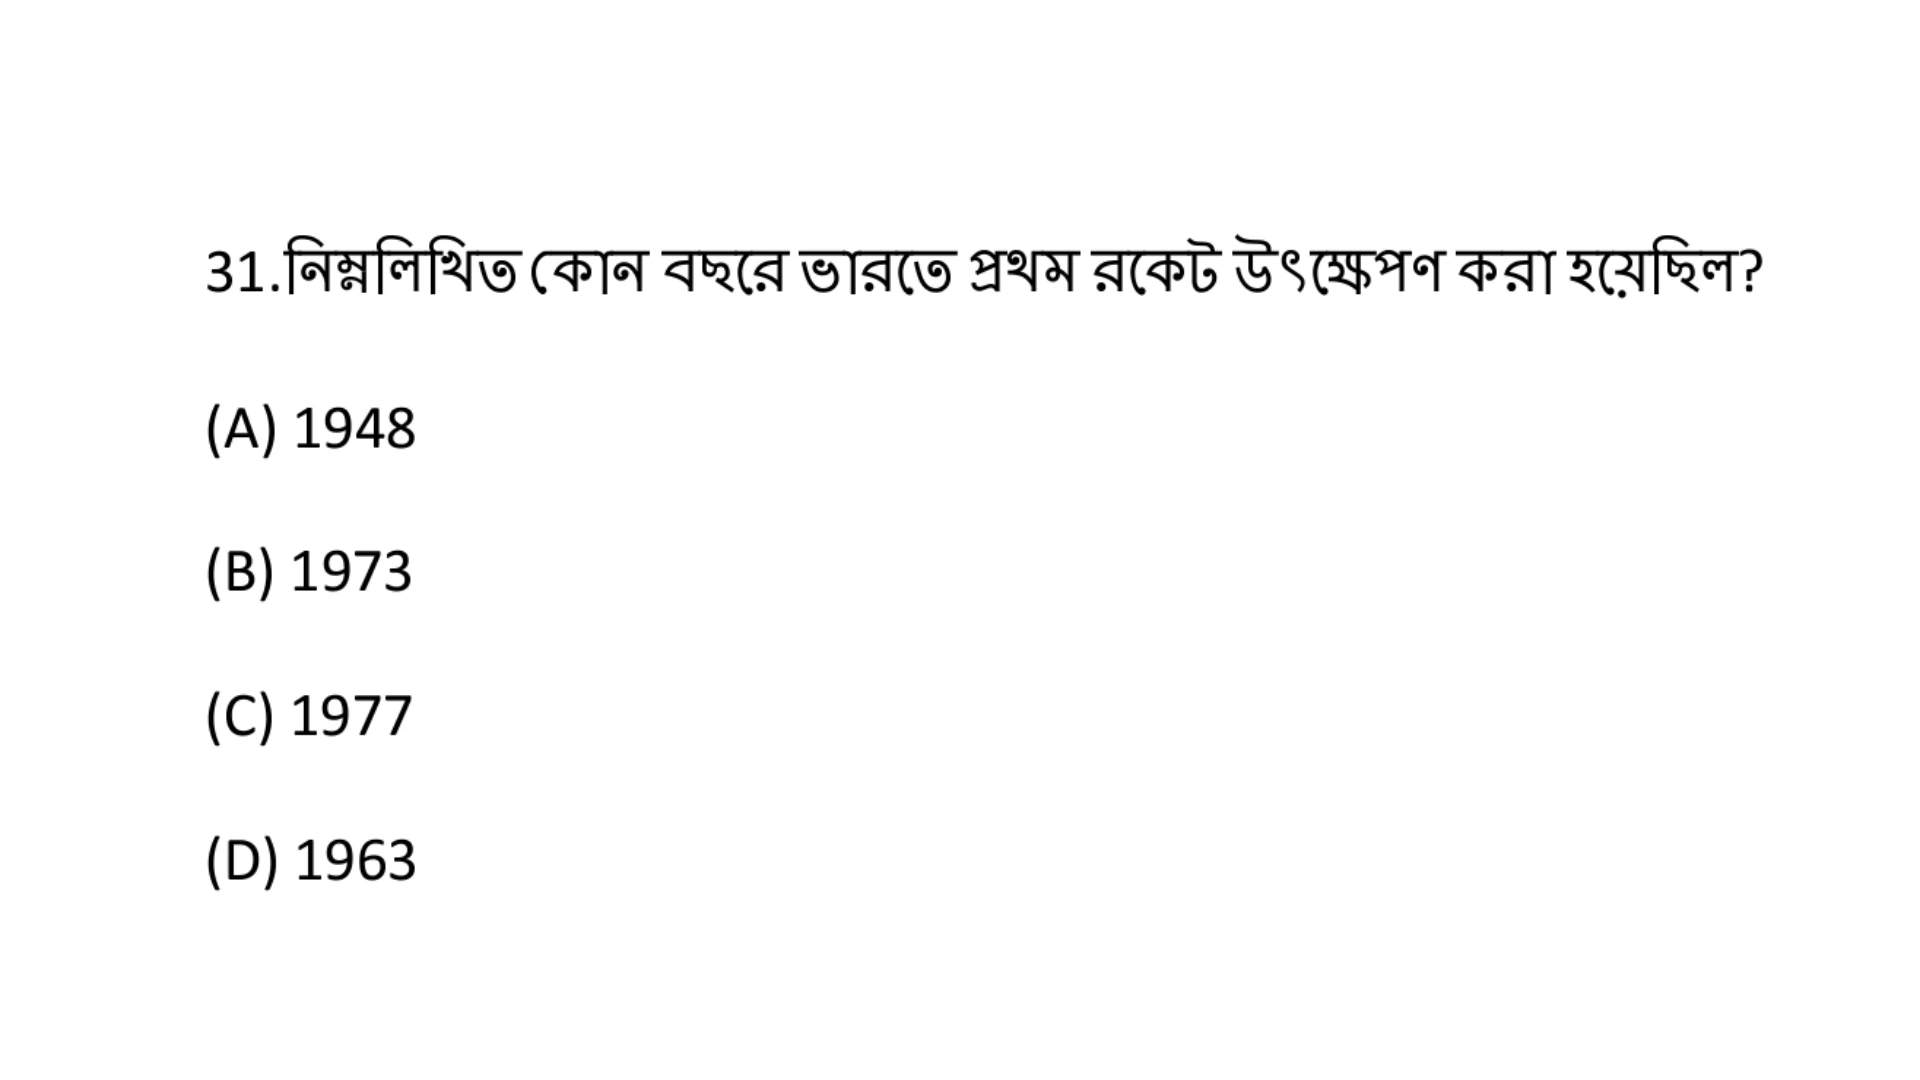 31.নিম্নলিখিত কোন বছরে ভারতে প্রথম রকেট উৎক্ষেপণ করা হয়েছিল?
(A) 1948
(B) 1973
(C) 1977
(D) 1963